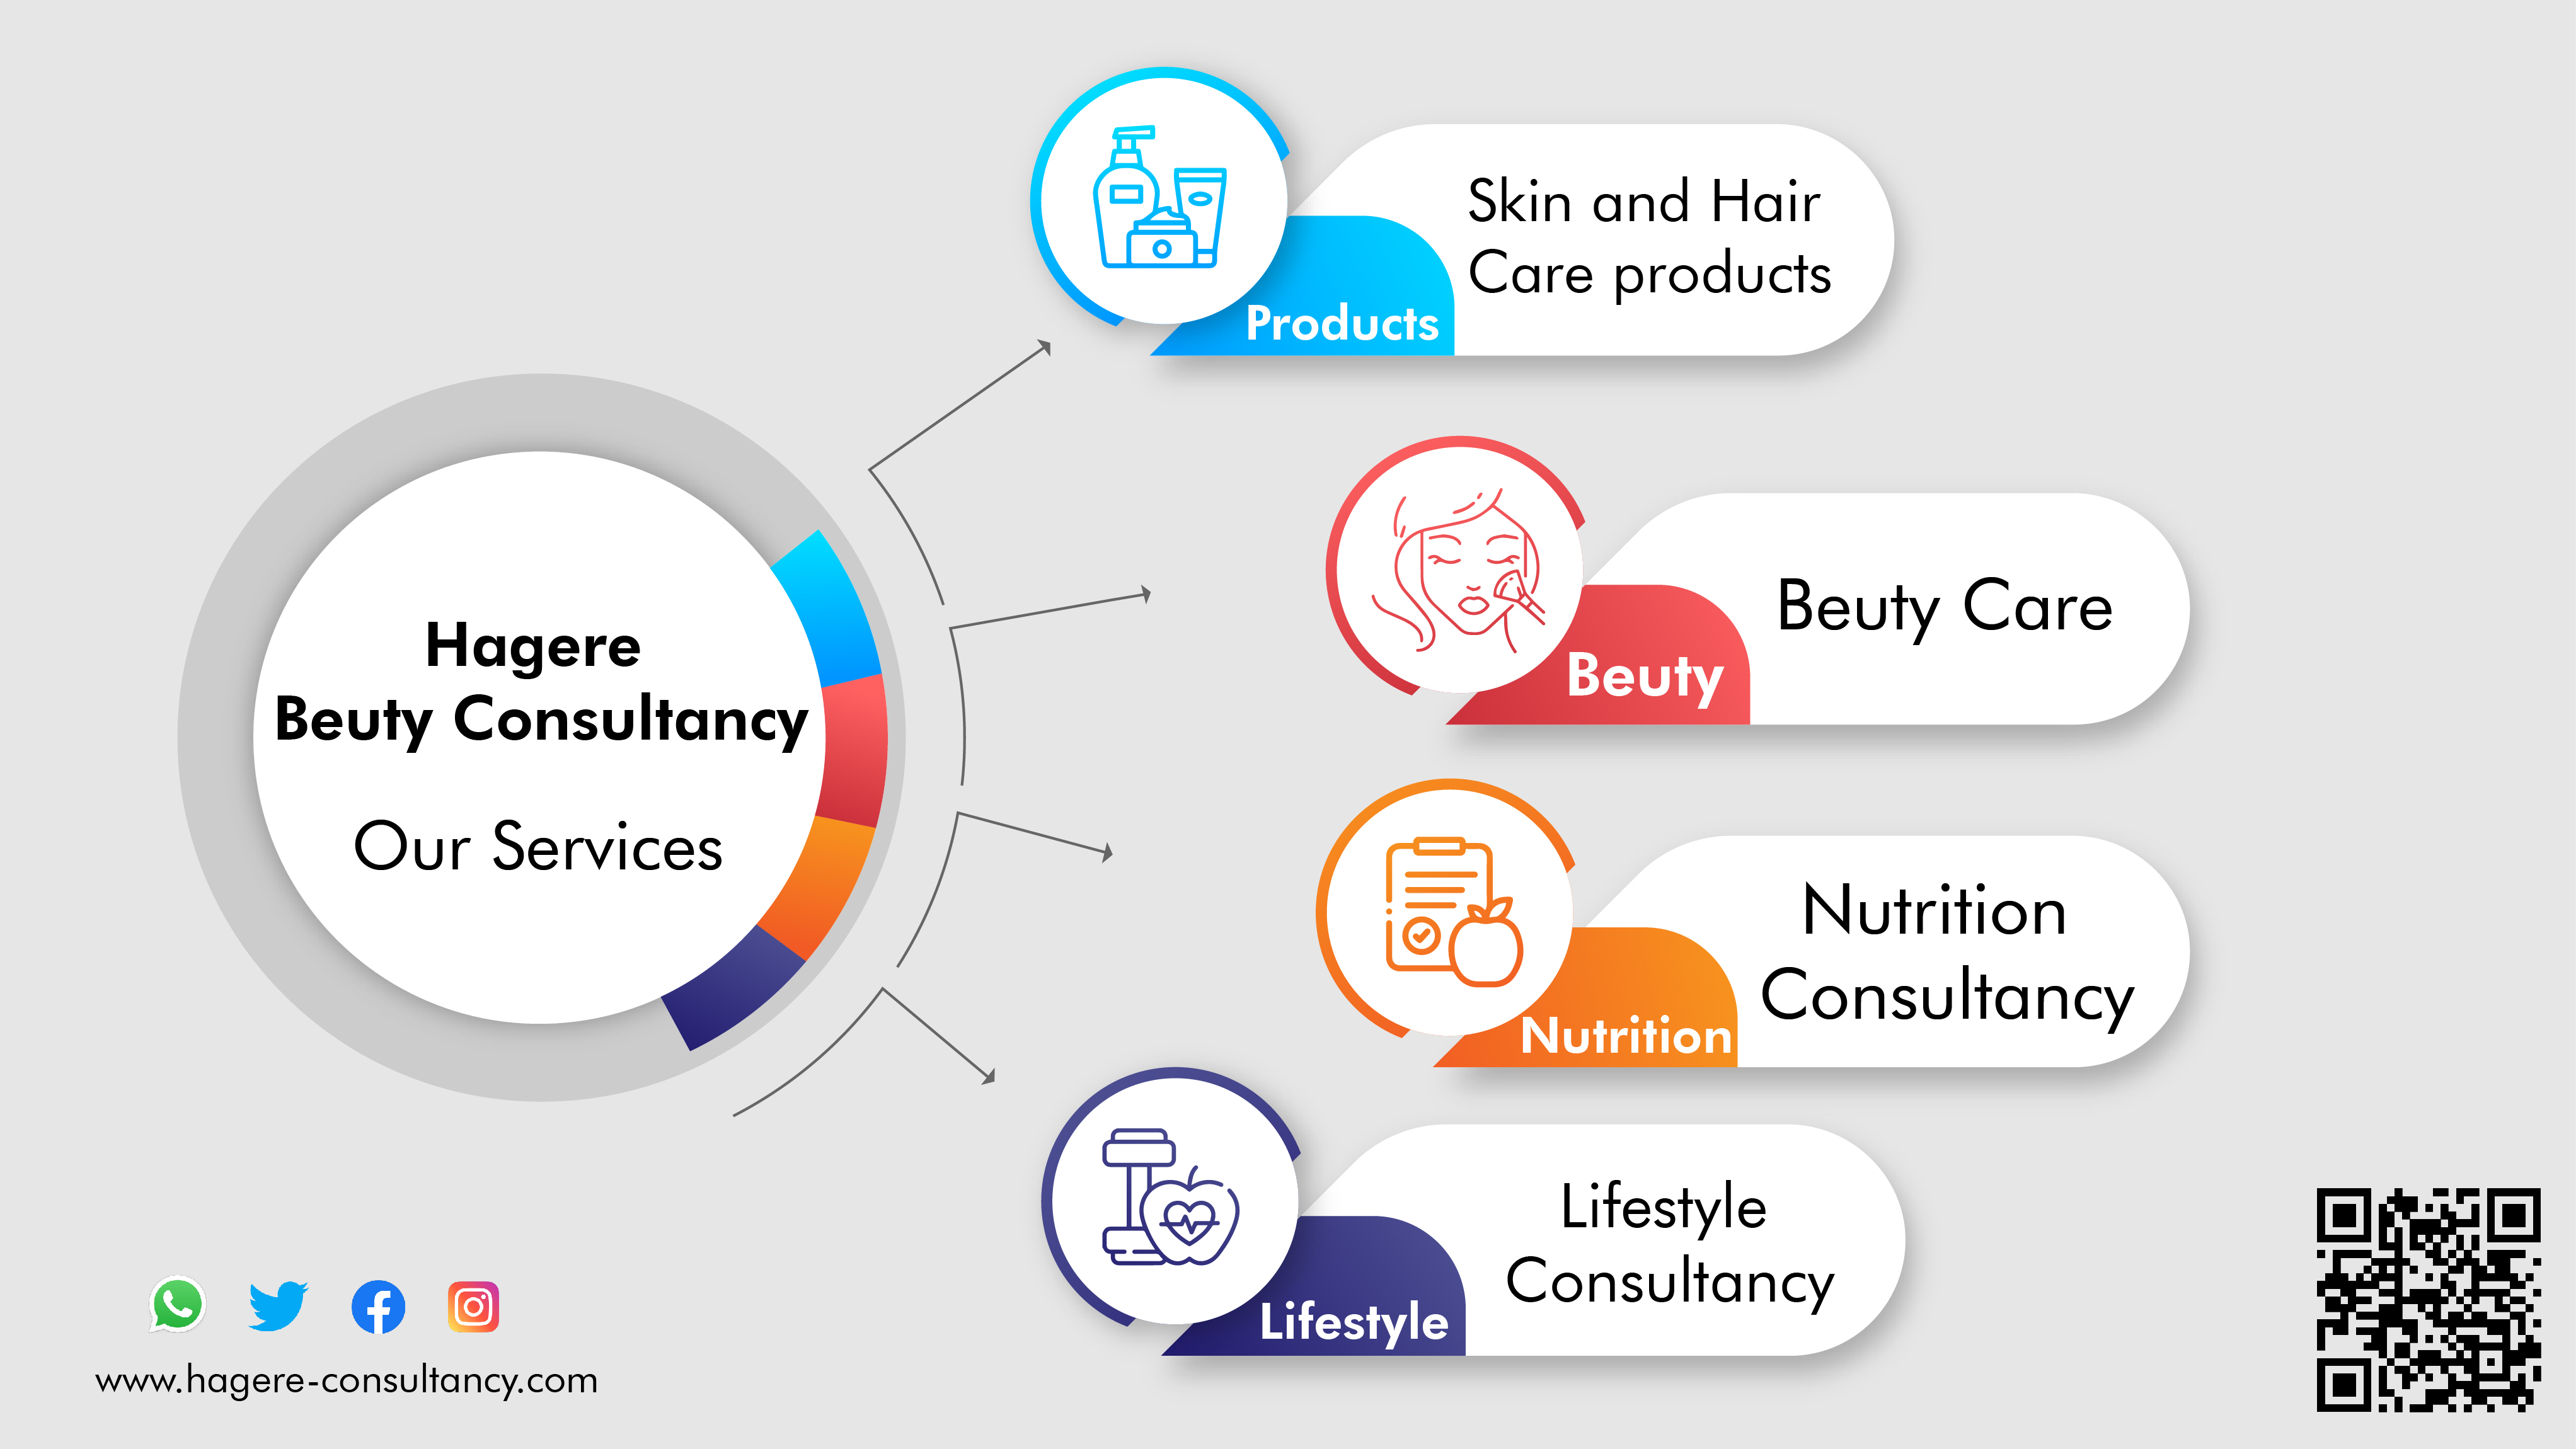 Hagere
Beuty Consultancy
Our Services
Skin and Hair
Care products
Products
Beuty Care
Beuty
Nutrition
Consultancy
Nutrition
Lifestyle
Consultancy
Lifestyle
www.hagere-consultancy.com